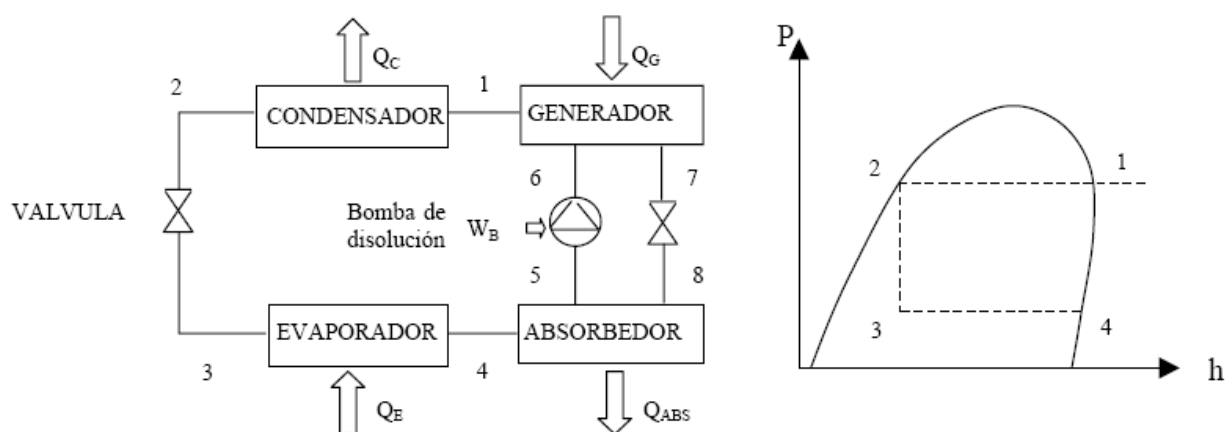 Q_C
Q_G
2
1
CONDENSADOR
GENERADOR
6
7
VALVULA
Bomba de
disolución
W_B
5
8
EVAPORADOR
ABSORBEDOR
3
4
Q_E
Q_ABS
P
2
1
3
4
h